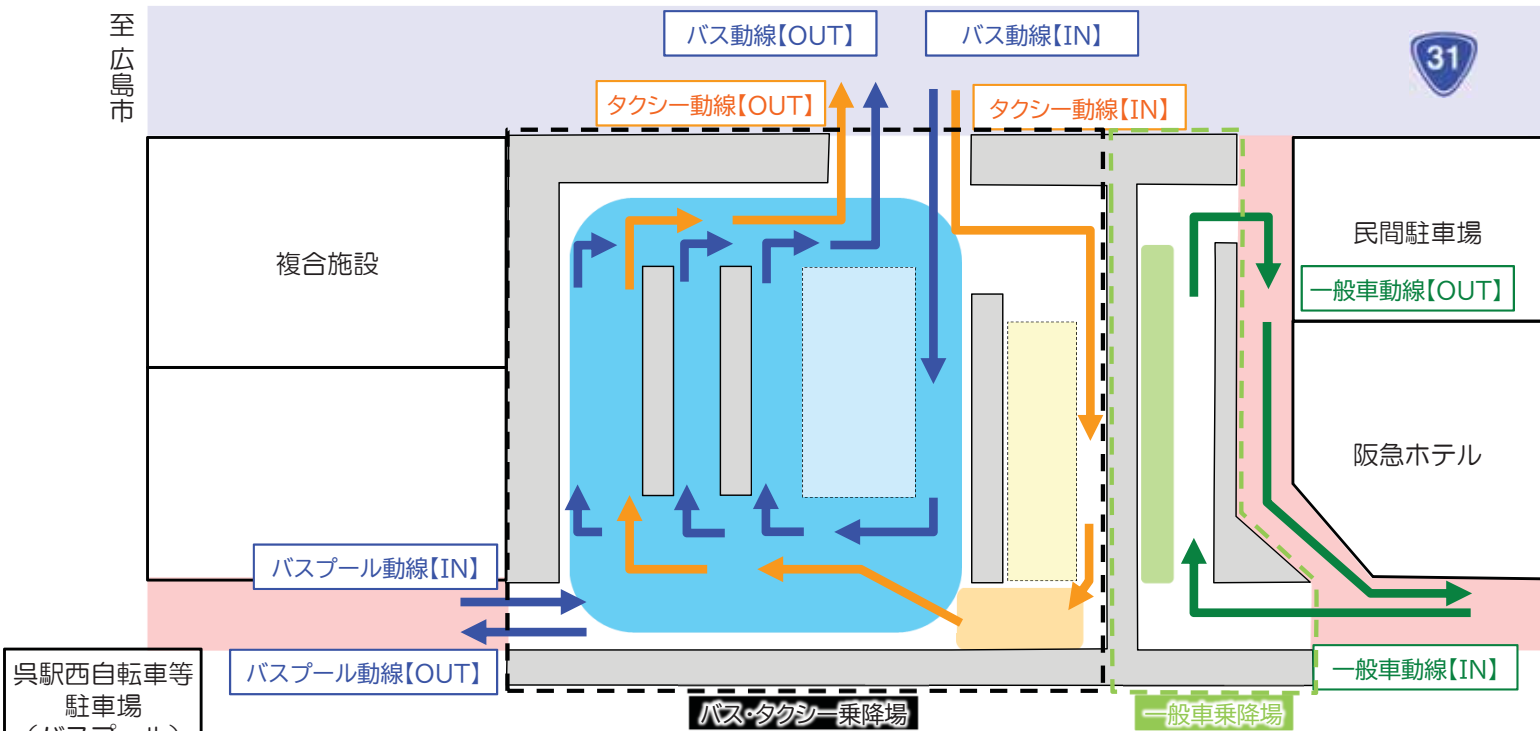 至広島市
バス動線【OUT】
バス動線【IN】
31
タクシー動線【OUT】
タクシー動線【IN】
複合施設
民間駐車場
一般車動線【OUT】
阪急ホテル
バスプール動線【IN】
バスプール動線【OUT】
一般車動線【IN】
呉駅西自転車等
駐車場
(バスプール)
バス・タクシー乗降場
一般車乗降場